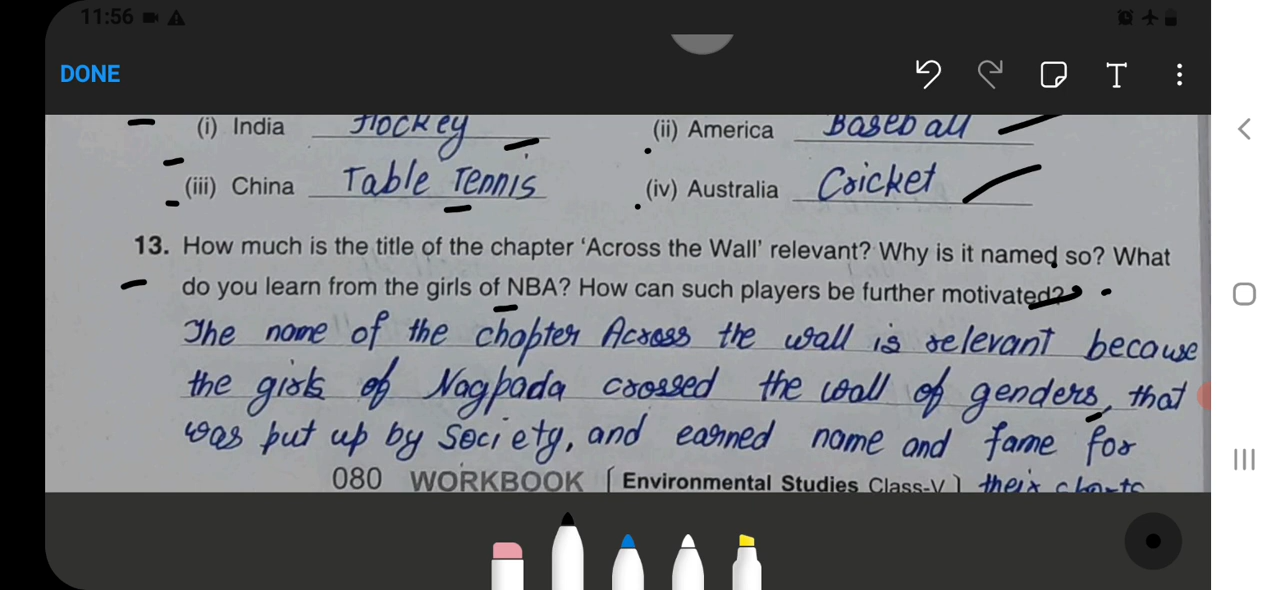 11:56
DONE
T
(i) India Hockey (ii) America Baseball
(iii) China Table Tennis (iv) Australia Cricket
13. How much is the title of the chapter ‘Across the Wall’ relevant? Why is it named so? What
do you learn from the girls of NBA? How can such players be further motivated?
The name of the chapter Across the wall is relevant because
the girls of Nagpada crossed the wall of genders, that
was put up by Society, and earned name and fame for
080 WORKBOOK [ Environmental Studies Class-V ] their